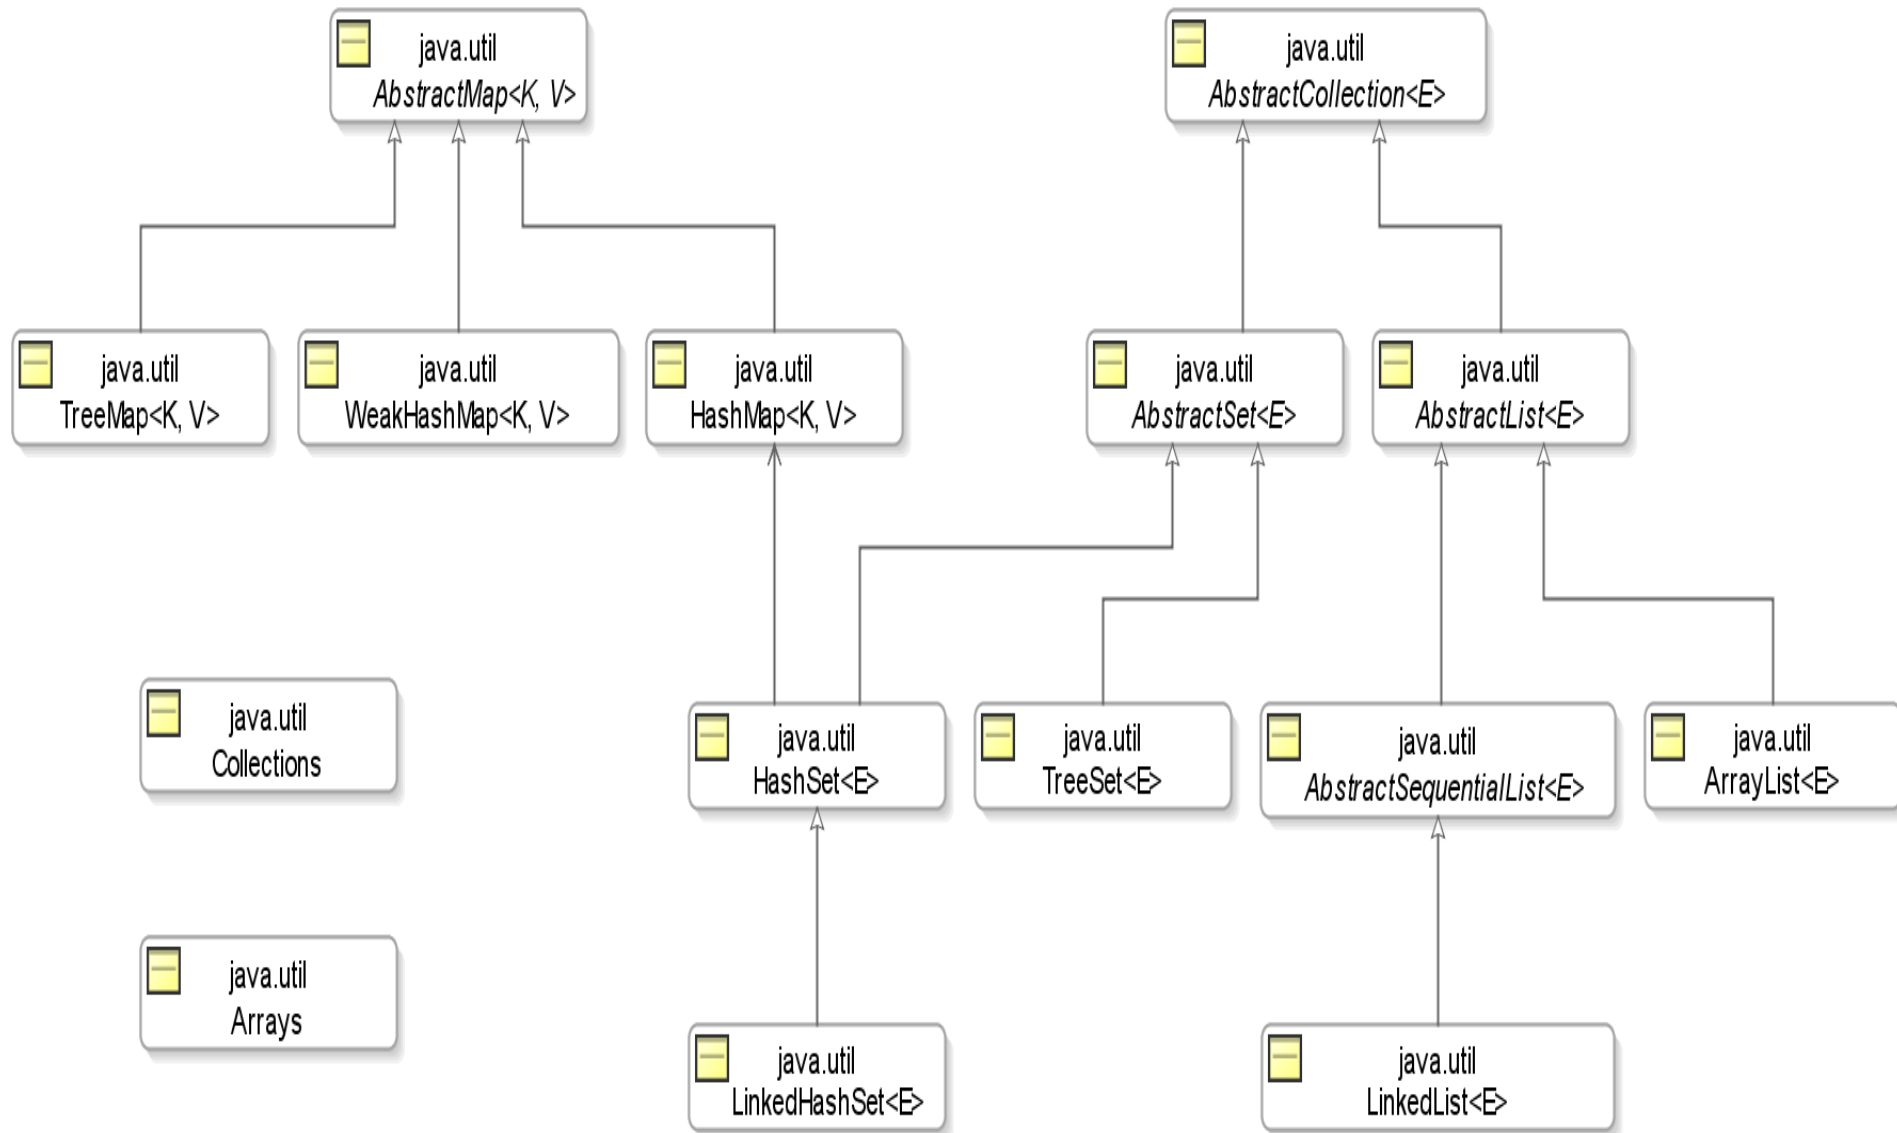 java.util
AbstractMap<K, V>
java.util
AbstractCollection<E>
java.util
TreeMap<K, V>
java.util
WeakHashMap<K, V>
java.util
HashMap<K, V>
java.util
AbstractSet<E>
java.util
AbstractList<E>
java.util
Collections
java.util
HashSet<E>
java.util
TreeSet<E>
java.util
AbstractSequentialList<E>
java.util
ArrayList<E>
java.util
Arrays
java.util
LinkedHashSet<E>
java.util
LinkedList<E>